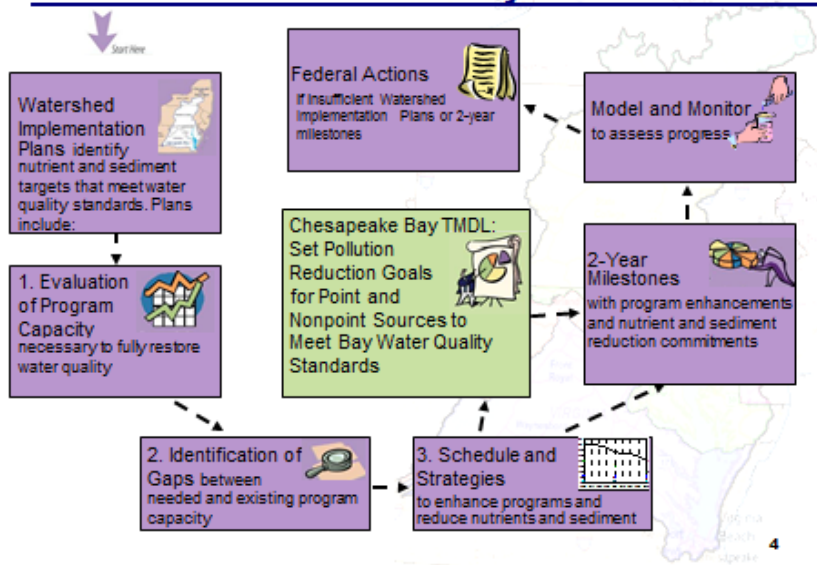 Start Here
Watershed
Implementation
Plans identify
nutrient and sediment
targets that meet water
quality standards. Plans
include:
1. Evaluation
of Program
Capacity
necessary to fully restore
water quality
2. Identification of
Gaps between
needed and existing program
capacity
3. Schedule and
Strategies
to enhance programs and
reduce nutrients and sediment
Chesapeake Bay TMDL:
Set Pollution
Reduction Goals
for Point and
Nonpoint Sources to
Meet Bay Water Quality
Standards
2-Year
Milestones
with program enhancements
and nutrient and sediment
reduction commitments
Model and Monitor
to assess progress
Federal Actions
If Insufficient Watershed
Implementation Plans or 2-year
milestones
Virginia
Beach
4